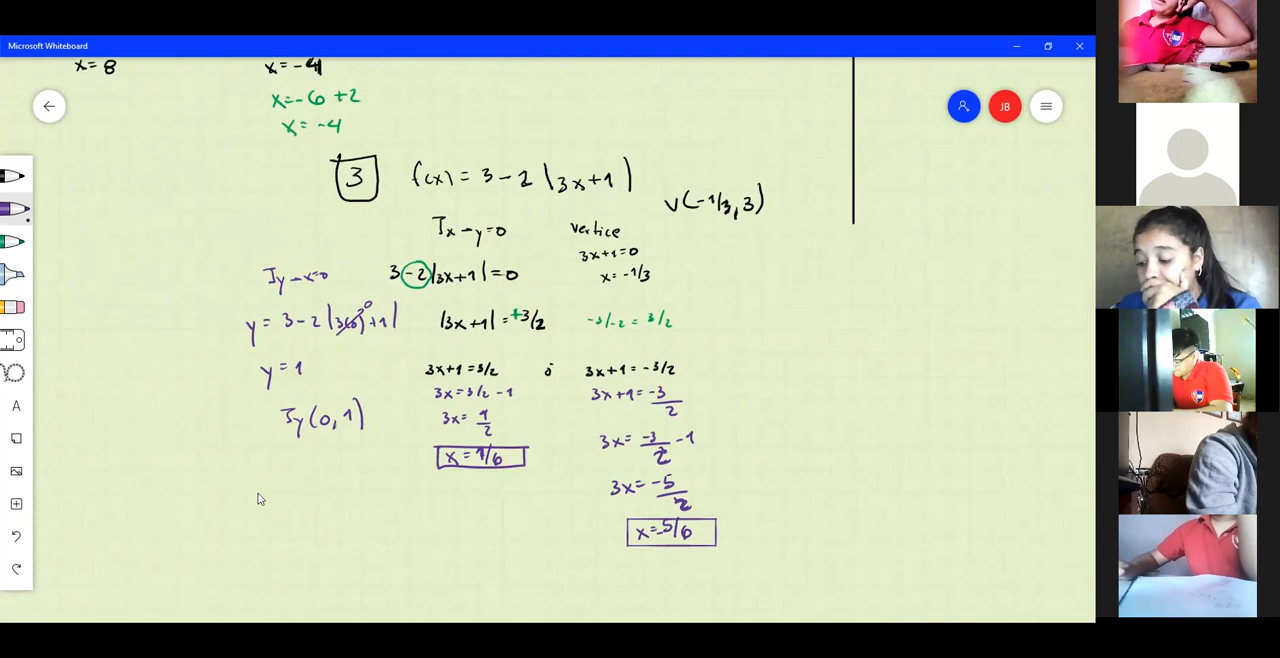 Microsoft Whiteboard
x= 8
x= -4
x= -6 +2
x= -4
JB
3
f(x) = 3 - 2 |3x+1|
V(-1/3, 3)
Ix - y=0
vertice
3x+1=0
x= -1/3
Iy - x=0
3 -2 |3x+1| = 0
y = 3 - 2 |3(0) 0 +1|
|3x+1| = +3/2
-3/-2 = 3/2
y = 1
3x+1 = 3/2
ó
3x+1 = -3/2
3x = 3/2 - 1
3x+1 = -3/2
Iy (0, 1)
3x = 1/2
3x = -3/2 - 1
x = 1/6
3x = -5/2
x = -5/6
A